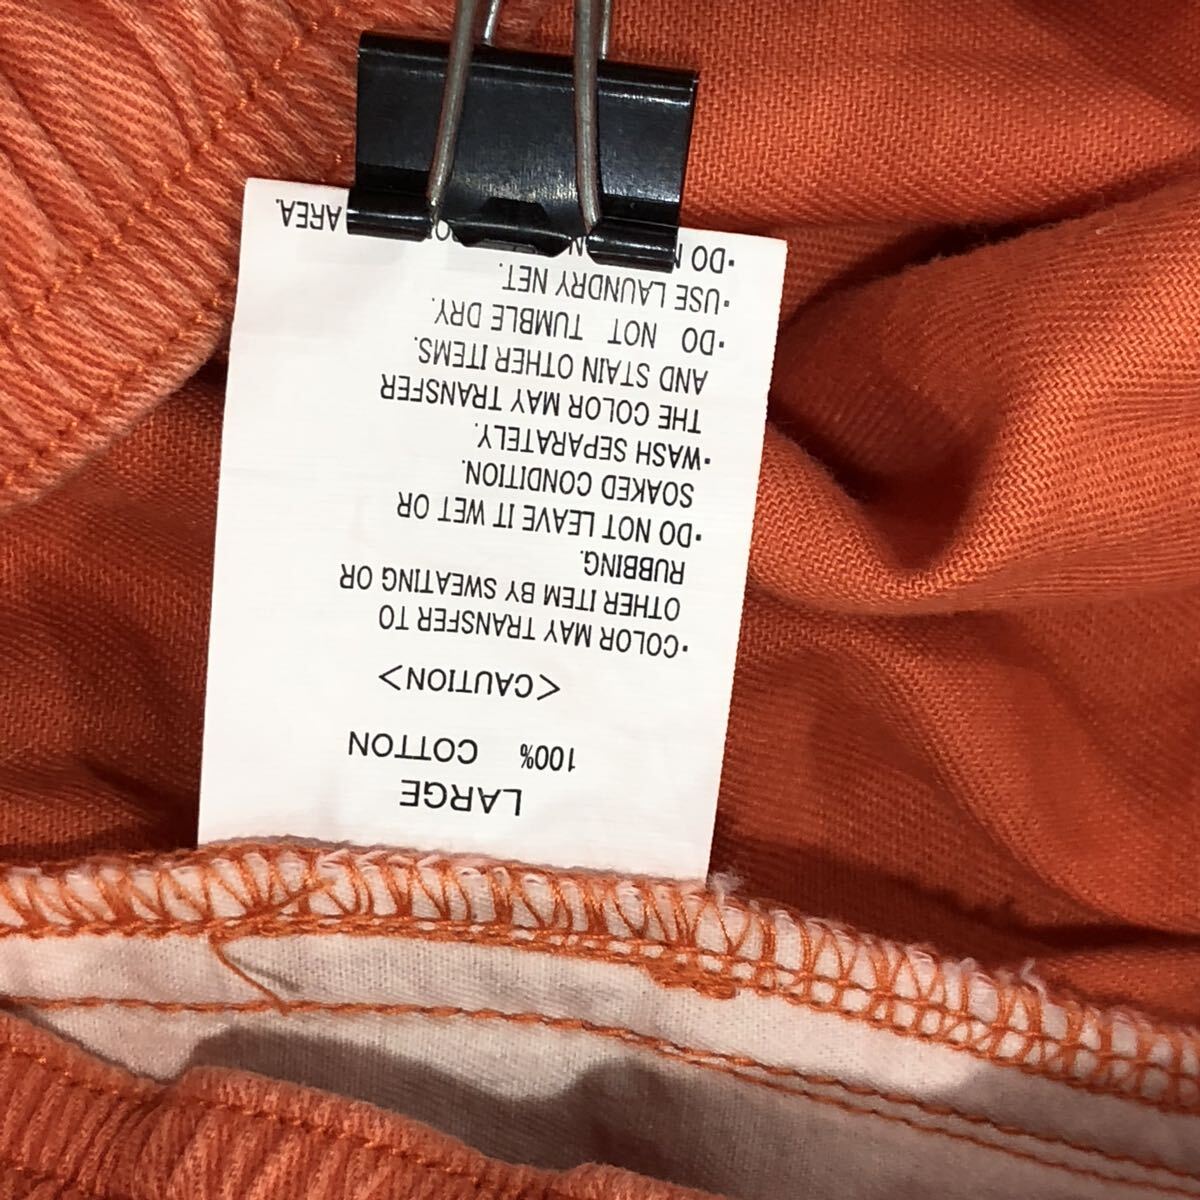 LARGE
100% COTTON
<CAUTION>
・COLOR MAY TRANSFER TO
OTHER ITEM BY SWEATING OR
RUBBING.
・DO NOT LEAVE IT WET OR
SOAKED CONDITION.
・WASH SEPARATELY.
THE COLOR MAY TRANSFER
AND STAIN OTHER ITEMS.
・DO NOT TUMBLE DRY.
・USE LAUNDRY NET.
・DO AREA.